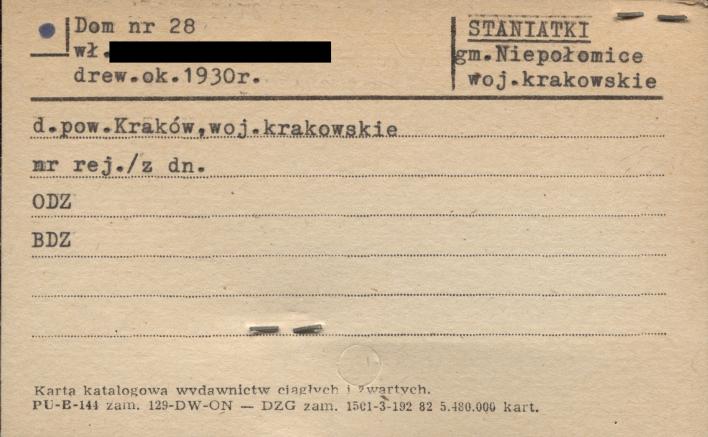 Dom nr 28
wł.
drew.ok.1930r.
STANIATKI
gm.Niepołomice
woj.krakowskie
d.pow.Kraków,woj.krakowskie
nr rej./z dn.
ODZ
BDZ
Karta katalogowa wydawnictw ciągłych i zwartych.
PU-E-144 zam. 129-DW-ON — DZG zam. 1501-3-192 82 5.480.000 kart.